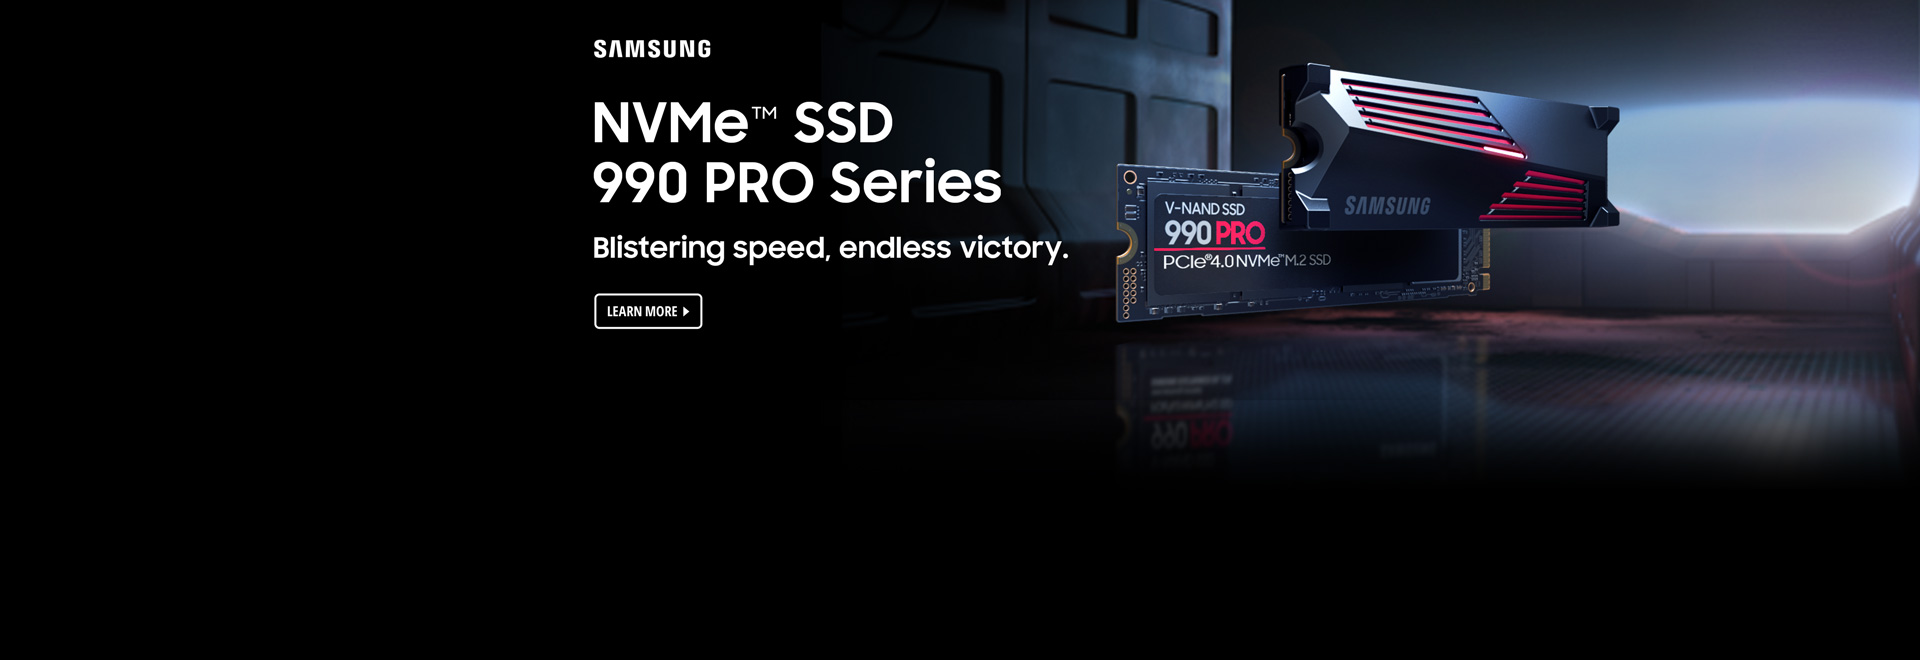 SAMSUNG
NVMe™ SSD
990 PRO Series
Blistering speed, endless victory.
LEARN MORE
SAMSUNG
V-NAND SSD
990 PRO
PCIe®4.0 NVMe™ M.2 SSD